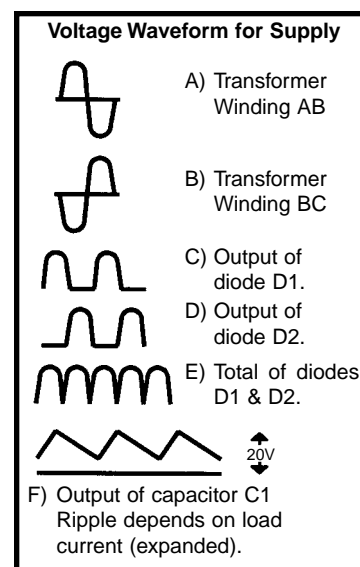 Voltage Waveform for Supply
A) Transformer
Winding AB
B) Transformer
Winding BC
C) Output of
diode D1.
D) Output of
diode D2.
E) Total of diodes
D1 & D2.
20V
F) Output of capacitor C1
Ripple depends on load
current (expanded).